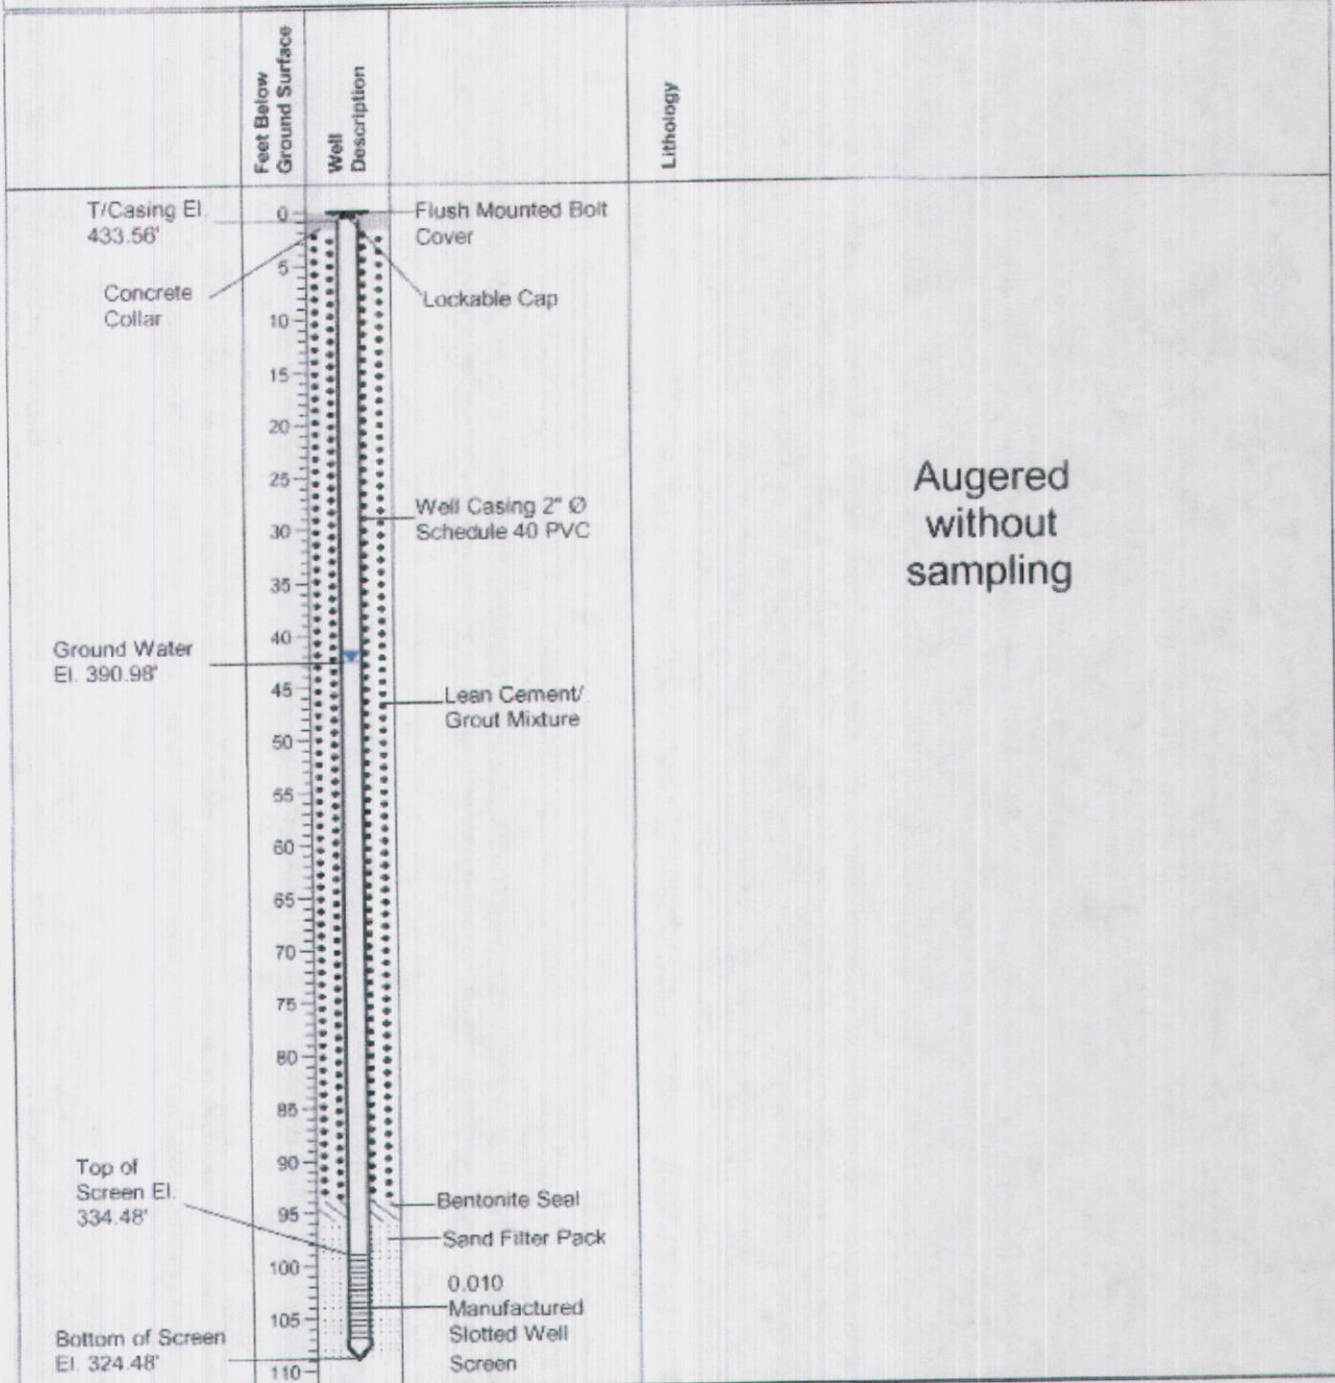 Feet Below
Ground Surface
Well
Description
Lithology
T/Casing El.
433.56'
Concrete
Collar
Flush Mounted Bolt
Cover
Lockable Cap
Well Casing 2" Ø
Schedule 40 PVC
Augered
without
sampling
Ground Water
El. 390.98'
Lean Cement/
Grout Mixture
Top of
Screen El.
334.48'
Bentonite Seal
Sand Filter Pack
0.010
Manufactured
Slotted Well
Screen
Bottom of Screen
El. 324.48'
0
5
10
15
20
25
30
35
40
45
50
55
60
65
70
75
80
85
90
95
100
105
110